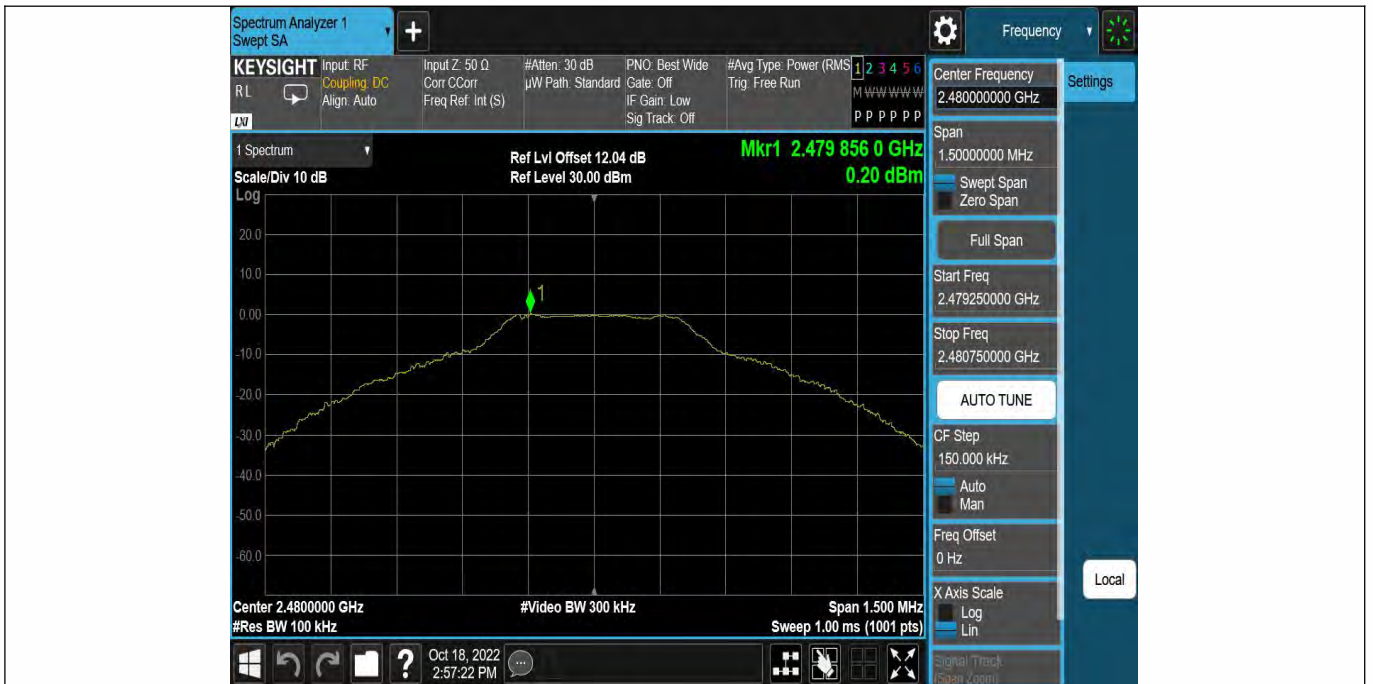 Spectrum Analyzer 1
Swept SA
+
Frequency
KEYSIGHT
RL
LXI
Input: RF
Coupling: DC
Align: Auto
Input Z: 50 Ω
Corr CCorr
Freq Ref: Int (S)
#Atten: 30 dB
µW Path: Standard
PNO: Best Wide
Gate: Off
IF Gain: Low
Sig Track: Off
#Avg Type: Power (RMS
Trig: Free Run
1 2 3 4 5 6
M W W W W W
P P P P P P
1 Spectrum
Scale/Div 10 dB
Log
Ref Lvl Offset 12.04 dB
Ref Level 30.00 dBm
Mkr1 2.479 856 0 GHz
0.20 dBm
20.0
10.0
0.00
-10.0
-20.0
-30.0
-40.0
-50.0
-60.0
1
Center 2.4800000 GHz
#Res BW 100 kHz
#Video BW 300 kHz
Span 1.500 MHz
Sweep 1.00 ms (1001 pts)
Center Frequency
2.480000000 GHz
Settings
Span
1.50000000 MHz
Swept Span
Zero Span
Full Span
Start Freq
2.479250000 GHz
Stop Freq
2.480750000 GHz
AUTO TUNE
CF Step
150.000 kHz
Auto
Man
Freq Offset
0 Hz
X Axis Scale
Log
Lin
Local
Signal Track
(Span Zoom)
?
Oct 18, 2022
2:57:22 PM